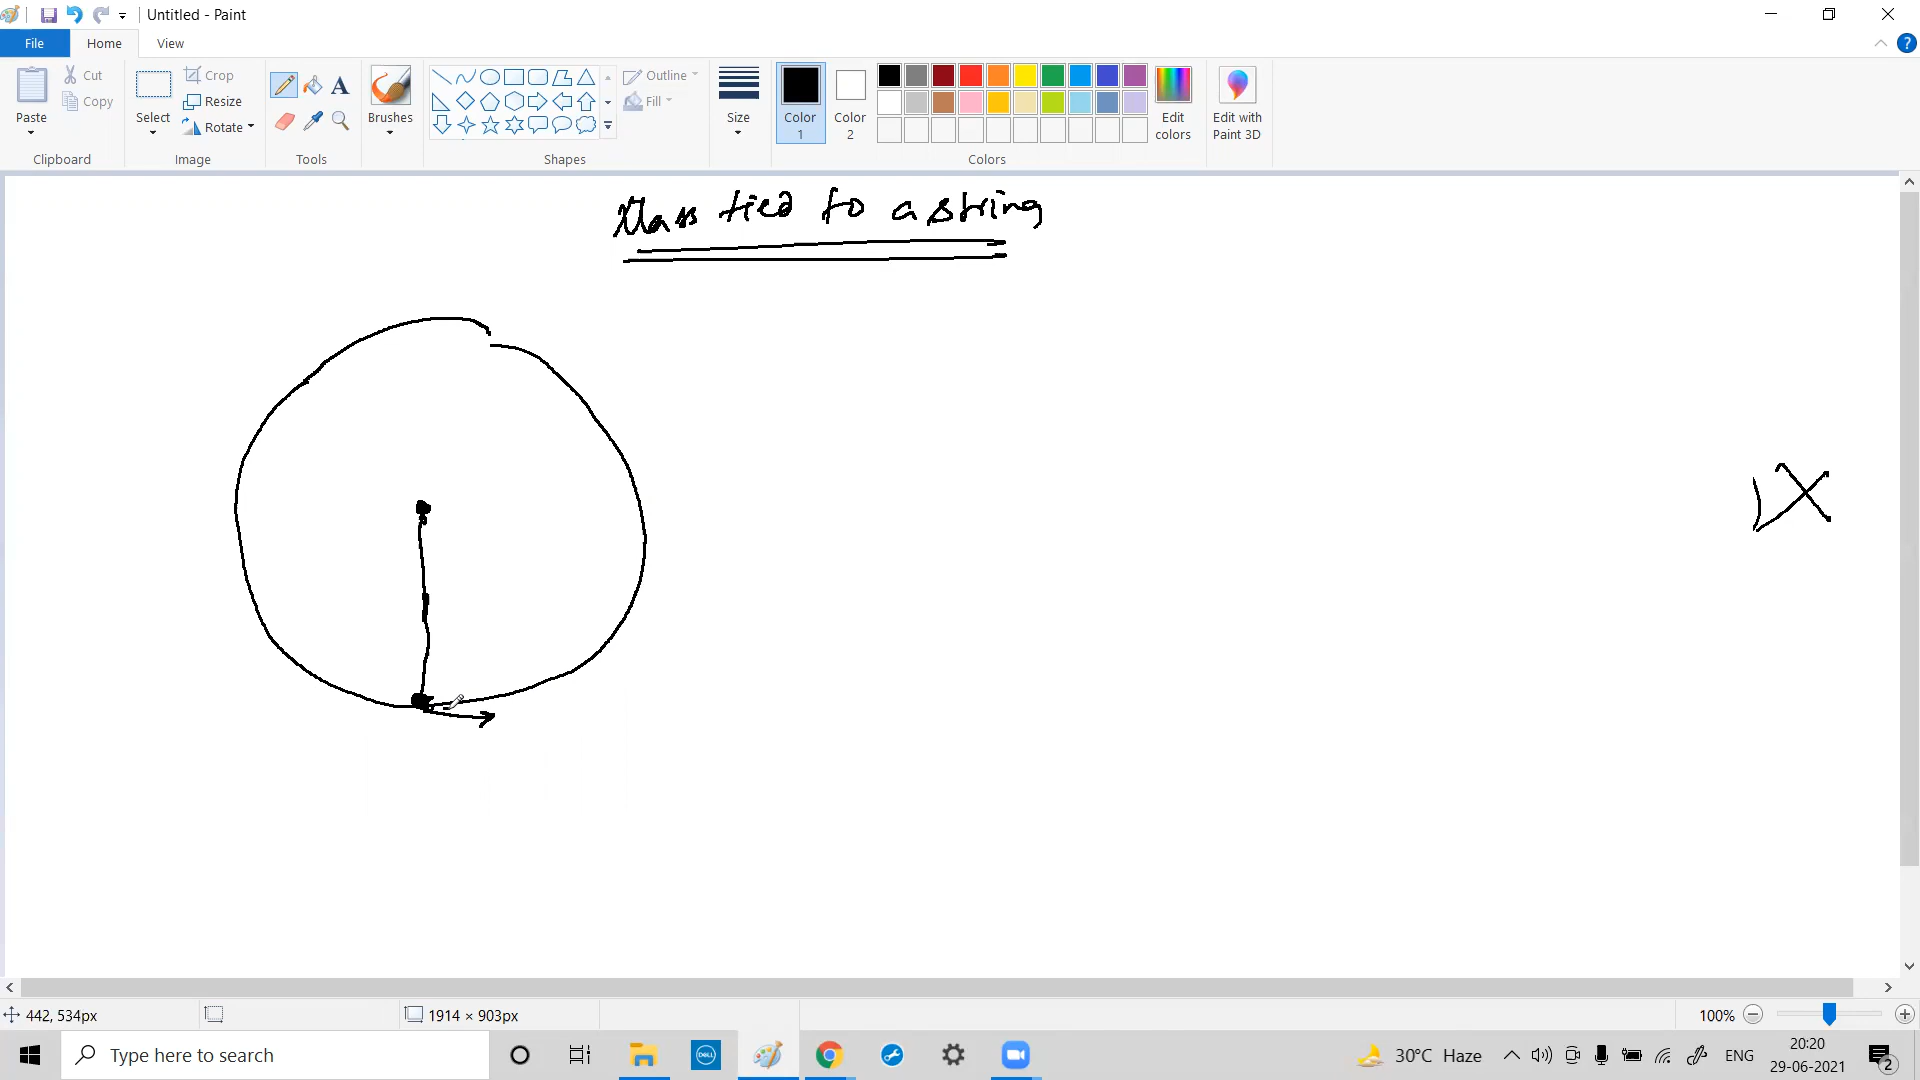 Untitled - Paint
File Home View
Paste Cut Copy Clipboard
Select Crop Resize Rotate Image
Tools
Brushes
Outline Fill Shapes
Size
Color 1 Color 2 Edit colors Colors
Edit with Paint 3D
Mass tied to a string
442, 534px 1914 × 903px 100%
Type here to search
DELL
30°C Haze ENG 20:20 29-06-2021 2